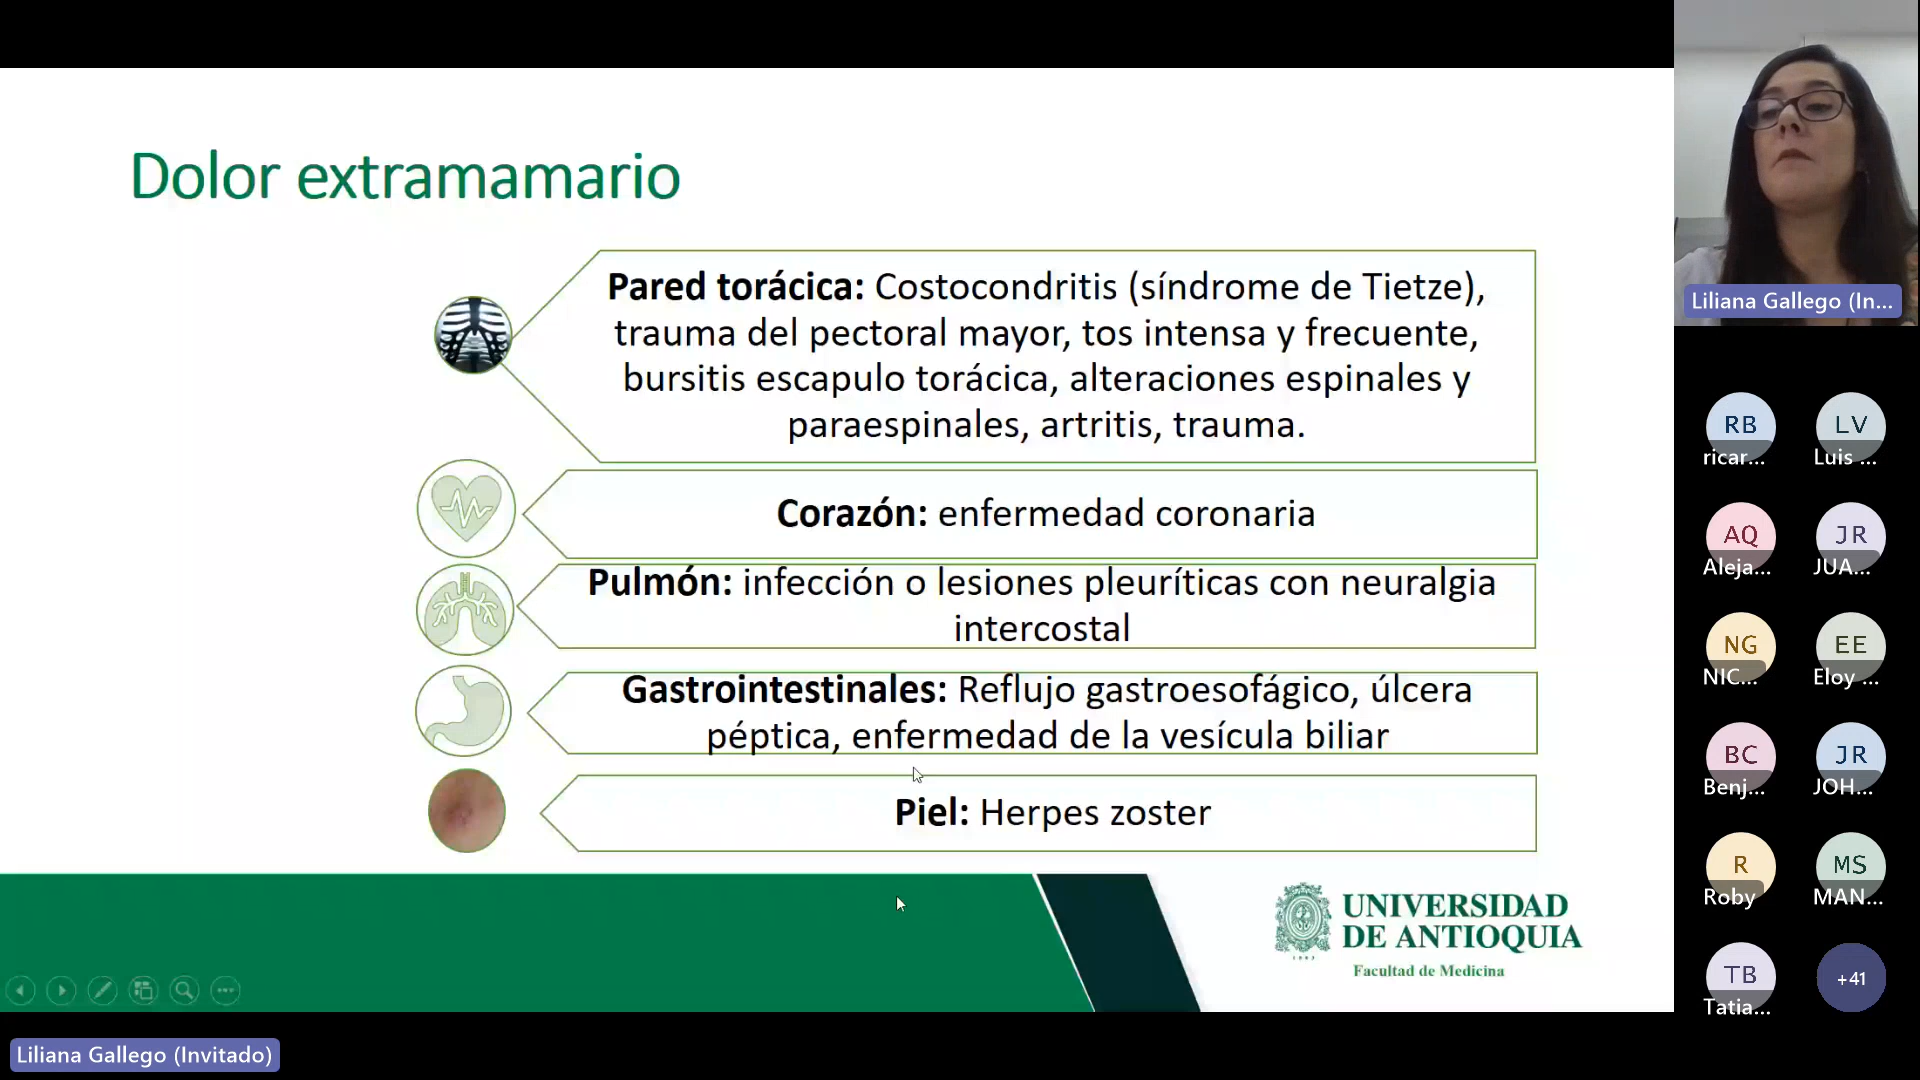 Dolor extramamario
Pared torácica: Costocondritis (síndrome de Tietze),
trauma del pectoral mayor, tos intensa y frecuente,
bursitis escapulo torácica, alteraciones espinales y
paraespinales, artritis, trauma.
Corazón: enfermedad coronaria
Pulmón: infección o lesiones pleuríticas con neuralgia
intercostal
Gastrointestinales: Reflujo gastroesofágico, úlcera
péptica, enfermedad de la vesícula biliar
Piel: Herpes zoster
UNIVERSIDAD
DE ANTIOQUIA
Facultad de Medicina
Liliana Gallego (Invitado)
Liliana Gallego (In...
RB
ricar...
LV
Luis ...
AQ
Aleja...
JR
JUA...
NG
NIC...
EE
Eloy ...
BC
Benj...
JR
JOH...
R
Roby
MS
MAN...
TB
Tatia...
+41